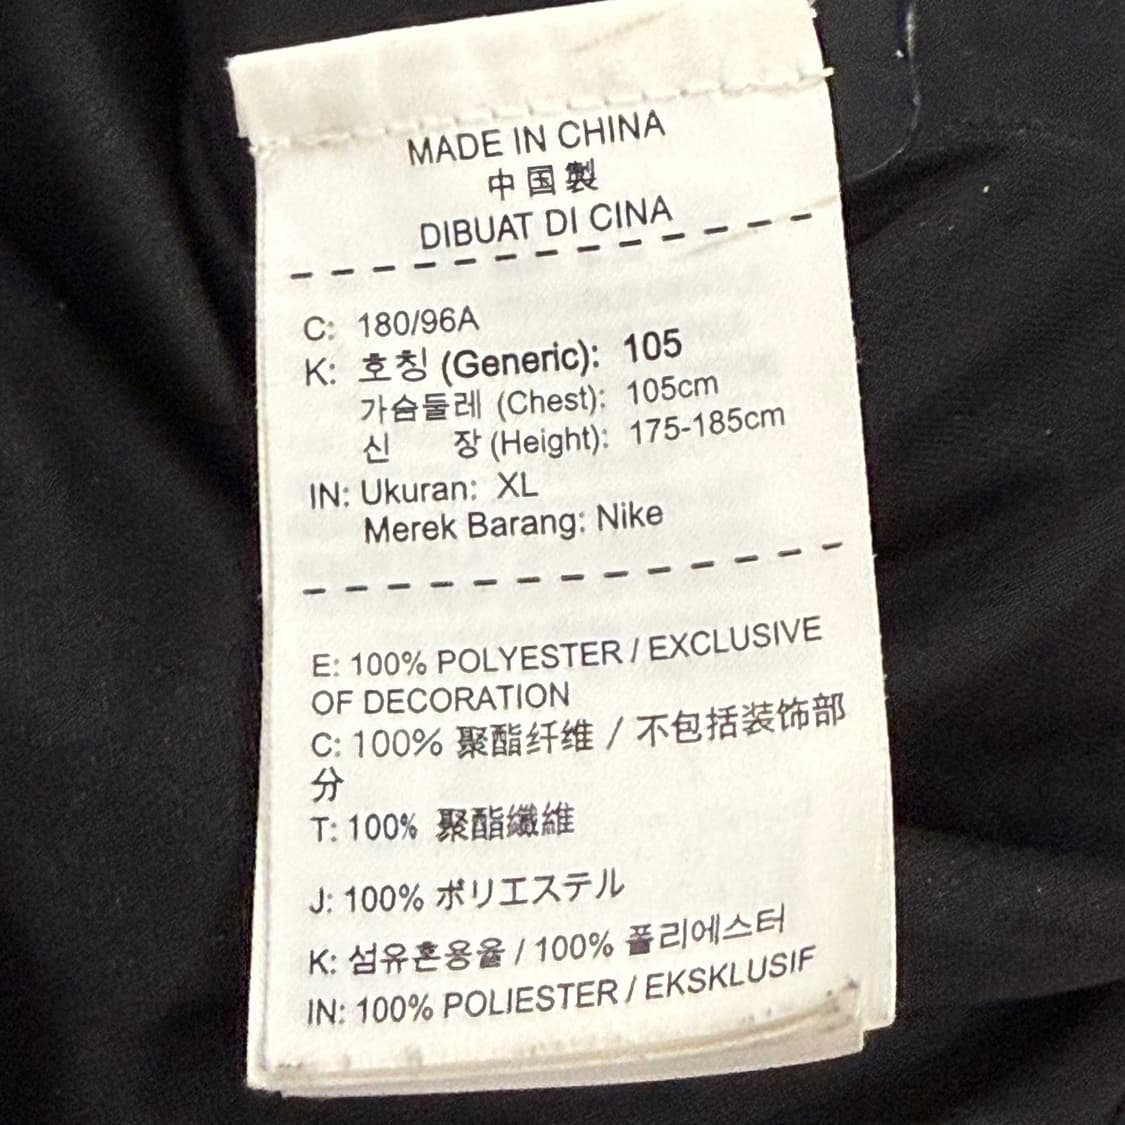 MADE IN CHINA
中国製
DIBUAT DI CINA
C: 180/96A
K: 호칭 (Generic): 105
가슴둘레 (Chest): 105cm
신 장 (Height): 175-185cm
IN: Ukuran: XL
Merek Barang: Nike
E: 100% POLYESTER / EXCLUSIVE
OF DECORATION
C: 100% 聚酯纤维 / 不包括装饰部
分
T: 100% 聚酯纖維
J: 100% ポリエステル
K: 섬유혼용율 / 100% 폴리에스터
IN: 100% POLIESTER / EKSKLUSIF